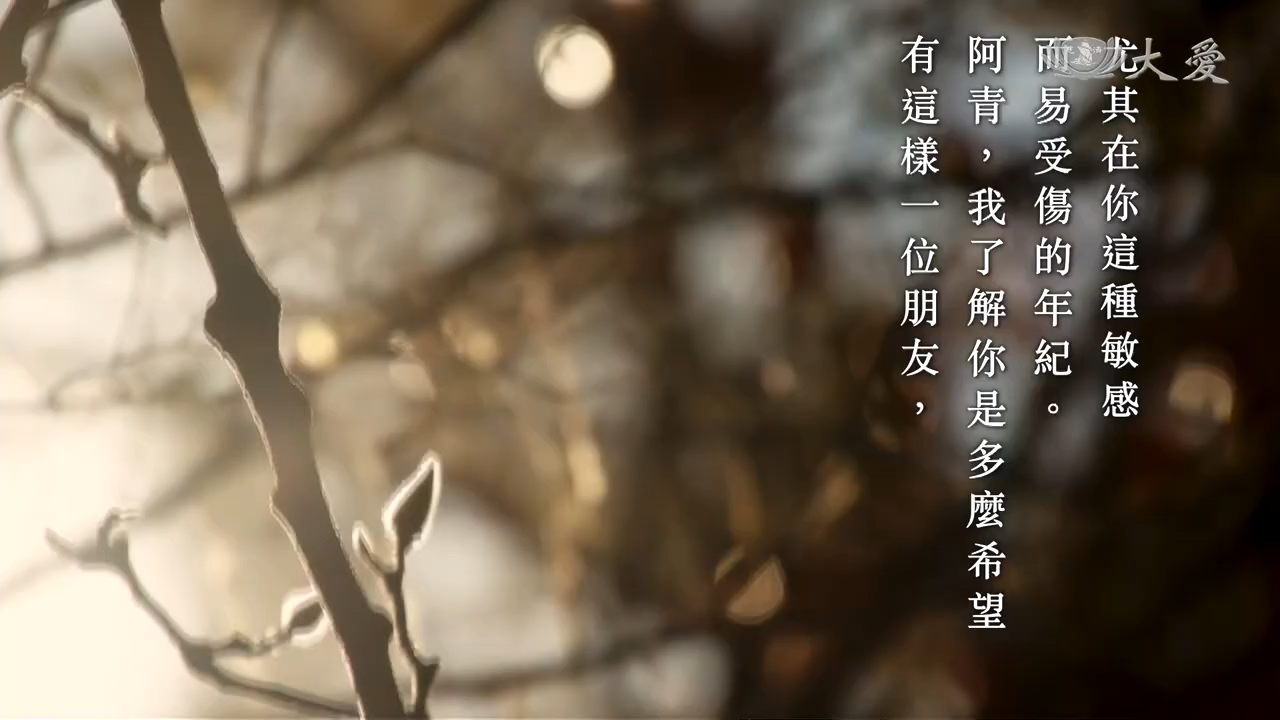 尤其在你這種敏感
而易受傷的年紀。
阿青，我了解你是多麼希望
有這樣一位朋友，
大愛